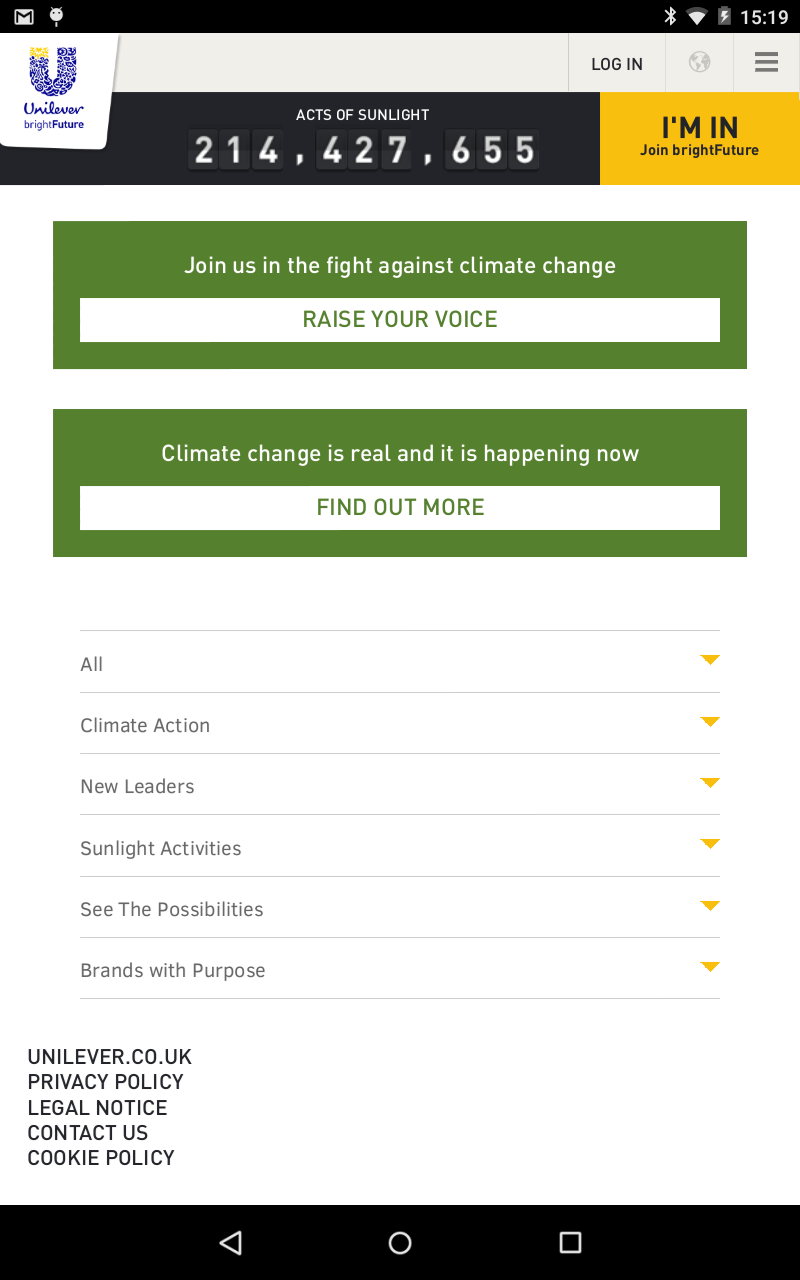 15:19
Unilever
brightFuture
LOG IN
ACTS OF SUNLIGHT
214,427,655
I'M IN
Join brightFuture
Join us in the fight against climate change
RAISE YOUR VOICE
Climate change is real and it is happening now
FIND OUT MORE
All
Climate Action
New Leaders
Sunlight Activities
See The Possibilities
Brands with Purpose
UNILEVER.CO.UK
PRIVACY POLICY
LEGAL NOTICE
CONTACT US
COOKIE POLICY